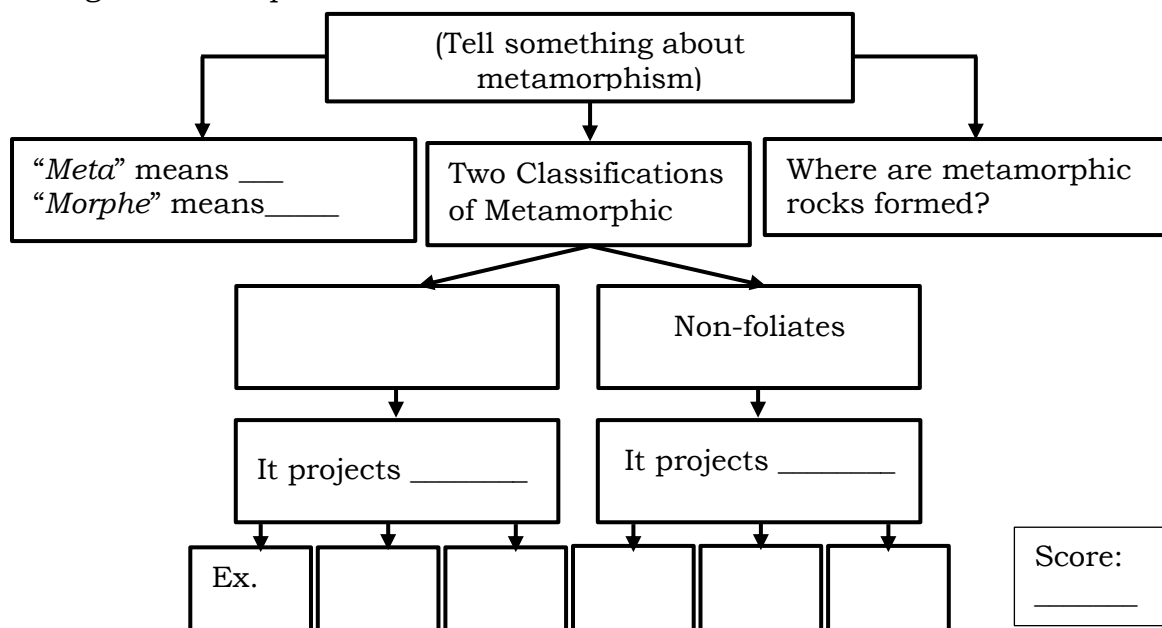 (Tell something about
metamorphism)
“Meta” means ___
“Morphe” means_____
Two Classifications
of Metamorphic
Where are metamorphic
rocks formed?
Non-foliates
It projects ________
It projects ________
Ex.
Score:
_______